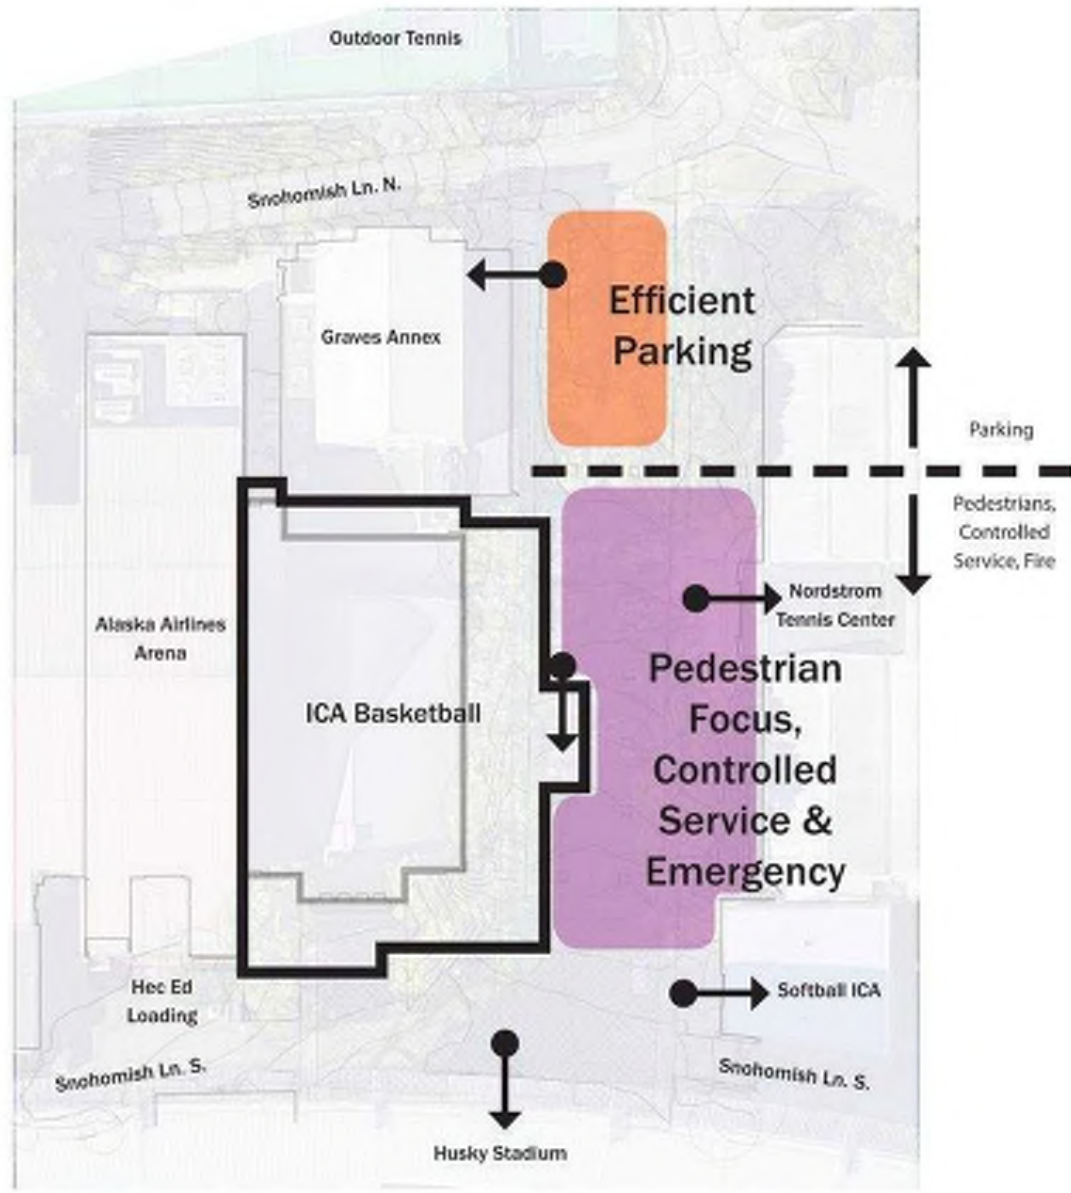 Outdoor Tennis
Snohomish Ln. N.
Efficient
Parking
Graves Annex
Parking
Pedestrians,
Controlled
Service, Fire
Nordstrom
Tennis Center
Alaska Airlines
Arena
ICA Basketball
Pedestrian
Focus,
Controlled
Service &
Emergency
Hec Ed
Loading
Softball ICA
Snohomish Ln. S.
Snohomish Ln. S.
Husky Stadium